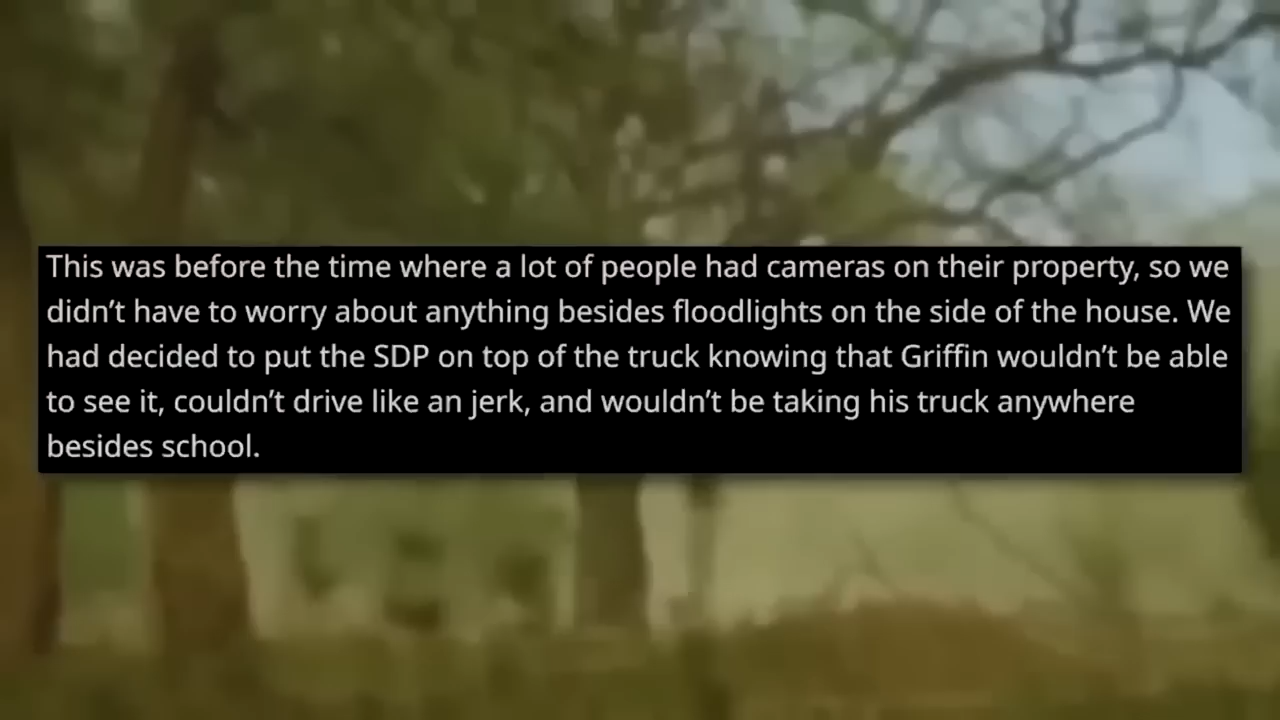 This was before the time where a lot of people had cameras on their property, so we
didn’t have to worry about anything besides floodlights on the side of the house. We
had decided to put the SDP on top of the truck knowing that Griffin wouldn’t be able
to see it, couldn’t drive like an jerk, and wouldn’t be taking his truck anywhere
besides school.